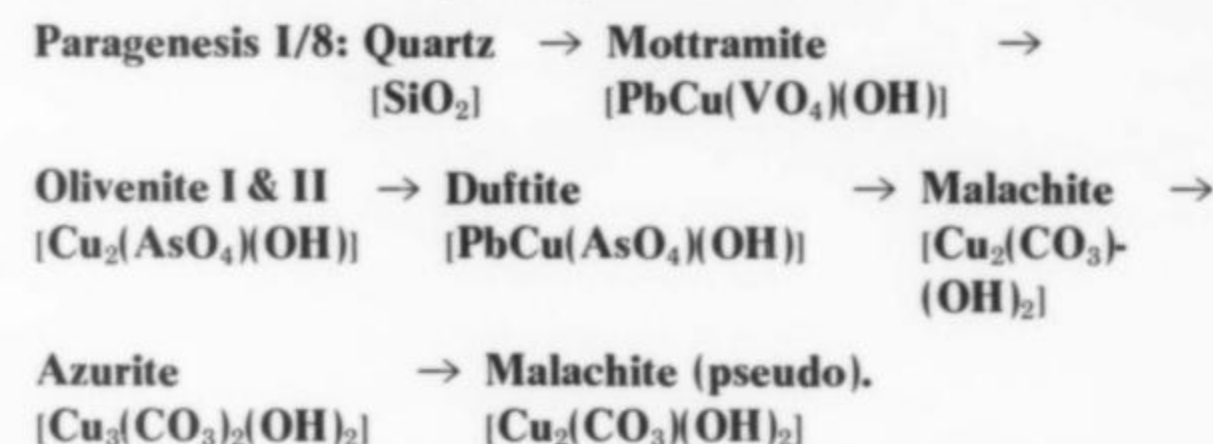 Paragenesis I/8: Quartz → Mottramite →
[SiO₂] [PbCu(VO₄)(OH)]
Olivenite I & II → Duftite → Malachite →
[Cu₂(AsO₄)(OH)] [PbCu(AsO₄)(OH)] [Cu₂(CO₃)-
(OH)₂]
Azurite → Malachite (pseudo).
[Cu₃(CO₃)₂(OH)₂] [Cu₂(CO₃)(OH)₂]